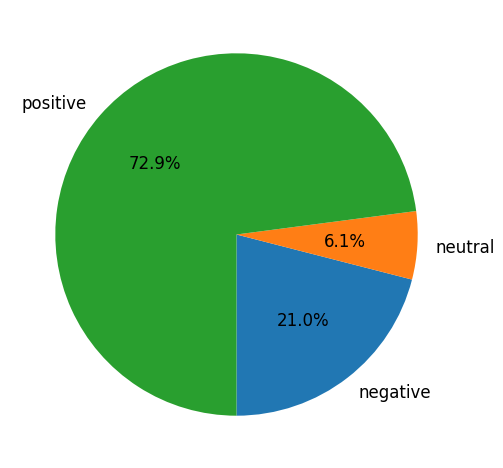 positive
72.9%
6.1%
neutral
21.0%
negative